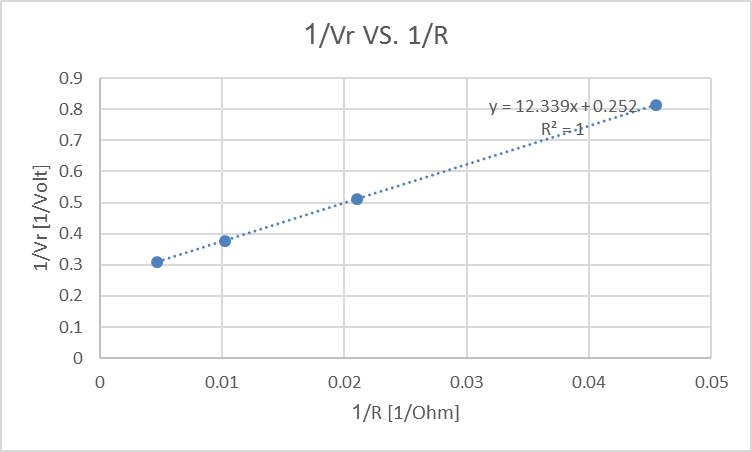 1/Vr VS. 1/R
y = 12.339x + 0.252
R² = 1
1/Vr [1/Volt]
0.9
0.8
0.7
0.6
0.5
0.4
0.3
0.2
0.1
0
0 0.01 0.02 0.03 0.04 0.05
1/R [1/Ohm]